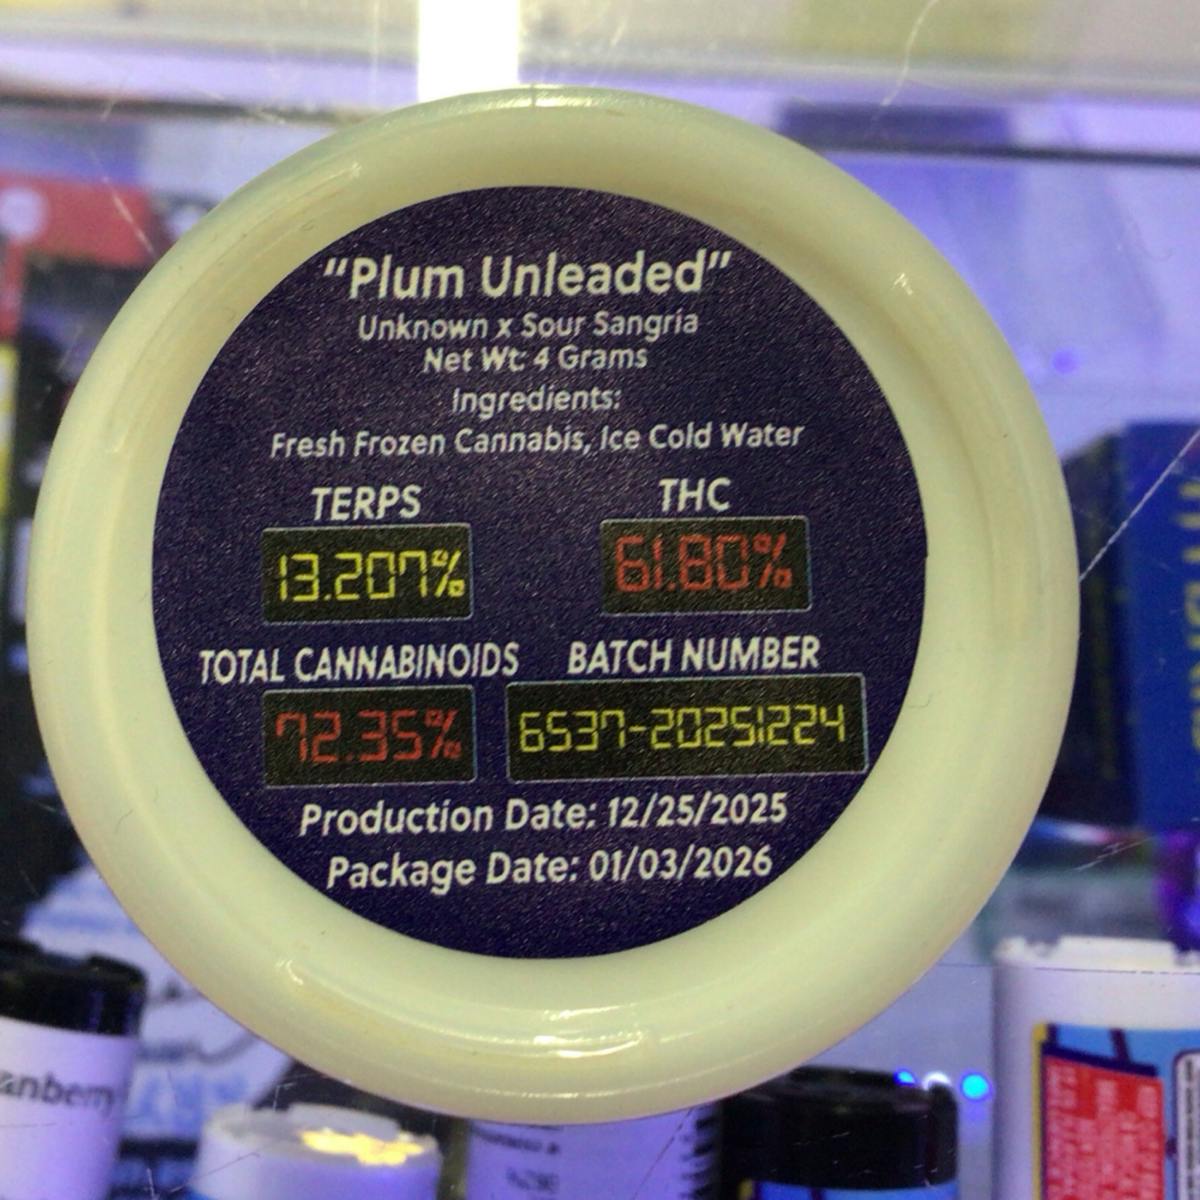 “Plum Unleaded”
Unknown x Sour Sangria
Net Wt: 4 Grams
Ingredients:
Fresh Frozen Cannabis, Ice Cold Water
TERPS
13.207%
THC
61.80%
TOTAL CANNABINOIDS
72.35%
BATCH NUMBER
6537-20251224
Production Date: 12/25/2025
Package Date: 01/03/2026